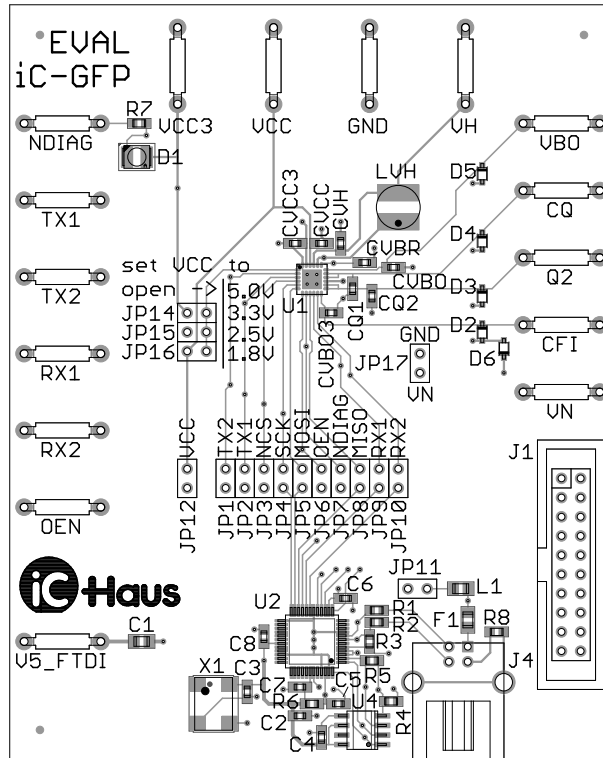 EVAL
iC-GFP
VCC3
VCC
GND
VH
R7
NDIAG
D1
VBO
LVH
D5
TX1
CVCC3
CVCC
CVH
CQ
D4
CVBR
set VCC to
TX2
open ->
5.0V
U1
CVBO
D3
Q2
JP14
3.3V
CQ1
CQ2
JP15
2.5V
CVBO3
D2
GND
JP16
1.8V
RX1
JP17
D6
CFI
VN
VN
RX2
VCC
TX2
TX1
NCS
SCK
MOSI
OEN
NDIAG
MISO
RX1
RX2
J1
OEN
JP12
JP1
JP2
JP3
JP4
JP5
JP6
JP7
JP8
JP9
JP10
iC Haus
JP11
L1
C6
U2
R1
R2
F1
R8
C1
C8
R3
V5_FTDI
X1
C3
C7
R5
J4
R6
C5
U4
C2
C4
R4